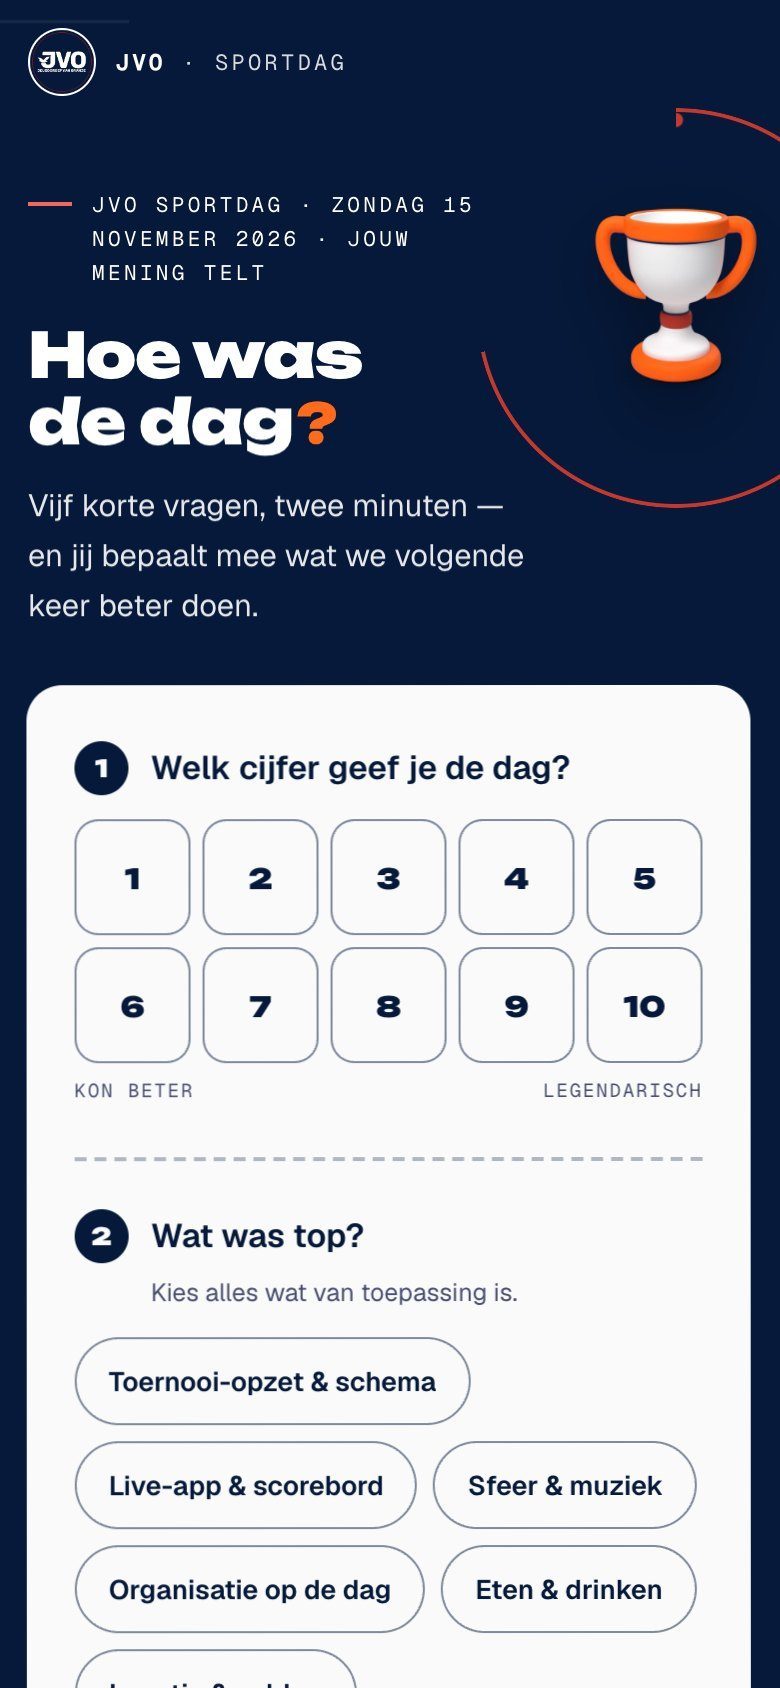 JVO
JVO · SPORTDAG
JVO SPORTDAG · ZONDAG 15
NOVEMBER 2026 · JOUW
MENING TELT
Hoe was
de dag?
Vijf korte vragen, twee minuten —
en jij bepaalt mee wat we volgende
keer beter doen.
1 Welk cijfer geef je de dag?
1 2 3 4 5
6 7 8 9 10
KON BETER LEGENDARISCH
2 Wat was top?
Kies alles wat van toepassing is.
Toernooi-opzet & schema
Live-app & scorebord Sfeer & muziek
Organisatie op de dag Eten & drinken